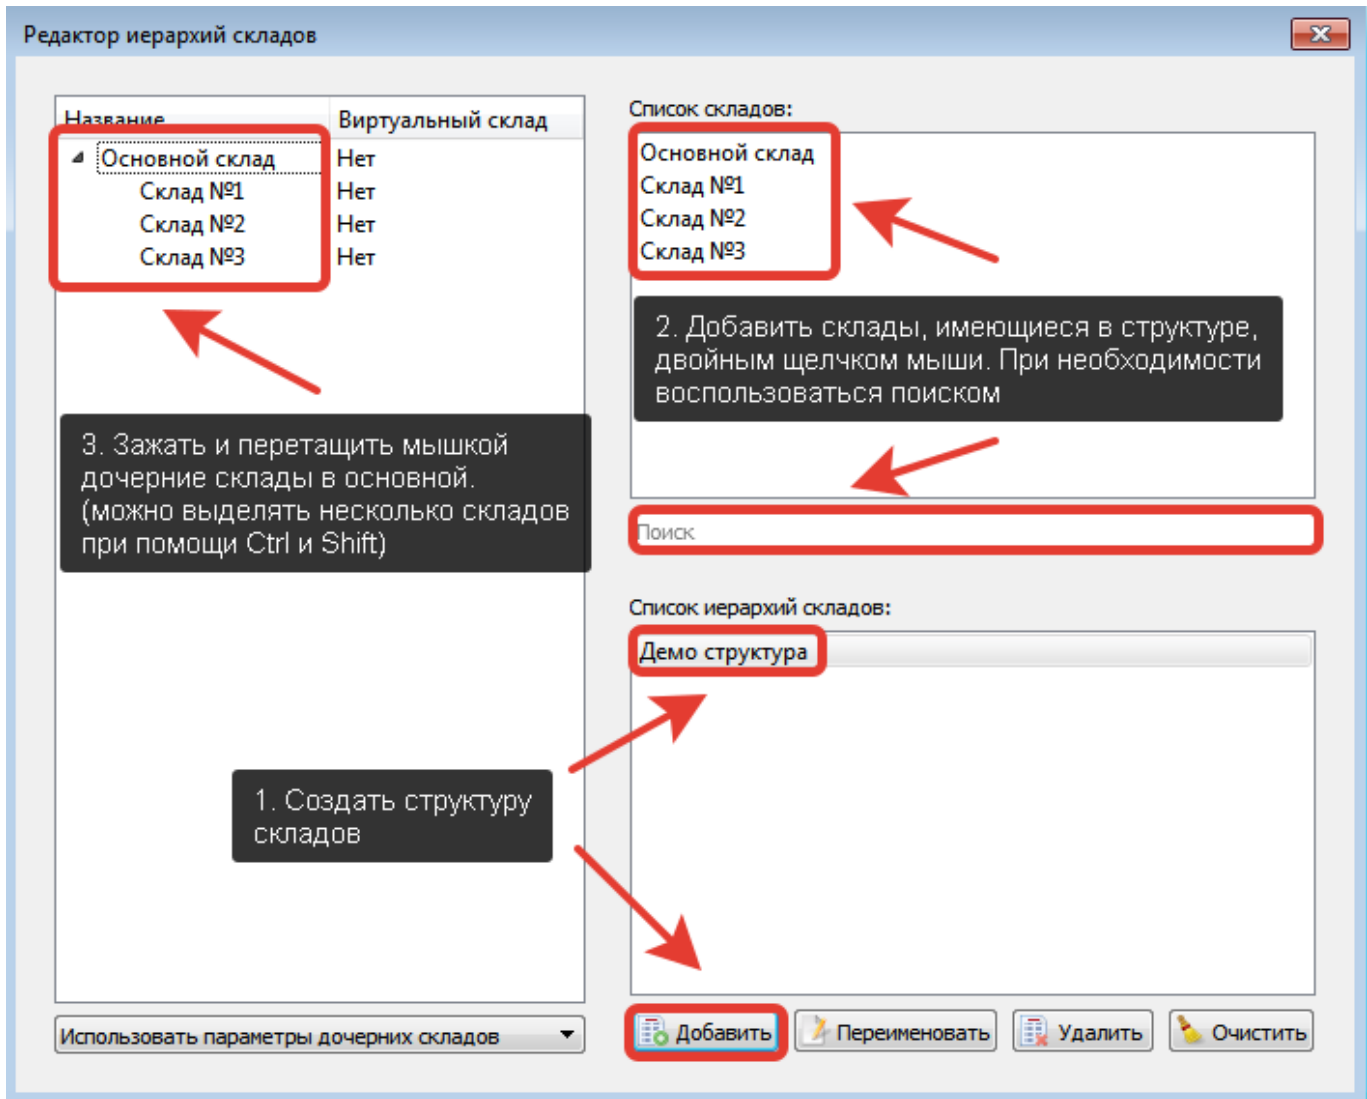 Редактор иерархий складов
Название Виртуальный склад
Основной склад Нет
Склад №1 Нет
Склад №2 Нет
Склад №3 Нет
3. Зажать и перетащить мышкой
дочерние склады в основной.
(можно выделять несколько складов
при помощи Ctrl и Shift)
1. Создать структуру
складов
Использовать параметры дочерних складов
Список складов:
Основной склад
Склад №1
Склад №2
Склад №3
2. Добавить склады, имеющиеся в структуре,
двойным щелчком мыши. При необходимости
воспользоваться поиском
Поиск
Список иерархий складов:
Демо структура
Добавить Переименовать Удалить Очистить